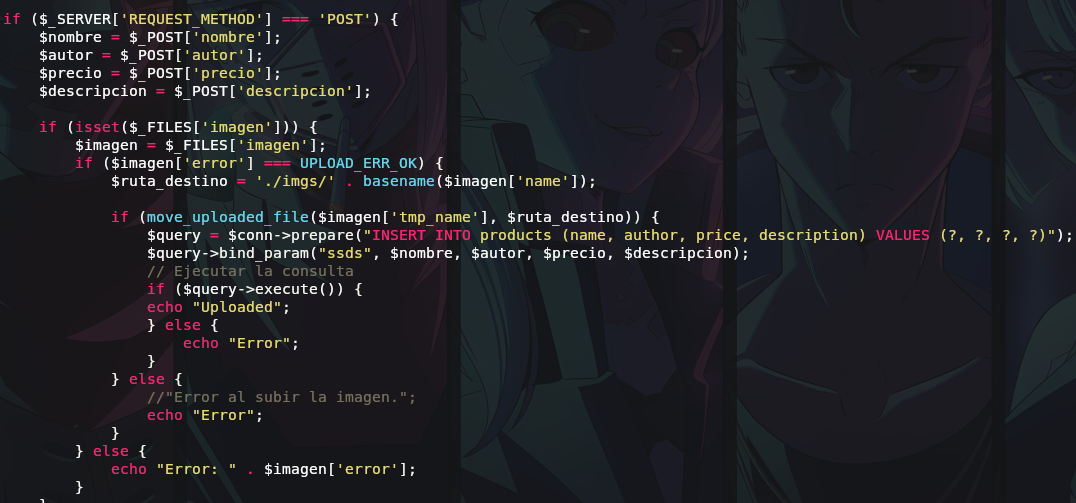 if ($_SERVER['REQUEST_METHOD'] === 'POST') {
    $nombre = $_POST['nombre'];
    $autor = $_POST['autor'];
    $precio = $_POST['precio'];
    $descripcion = $_POST['descripcion'];

    if (isset($_FILES['imagen'])) {
        $imagen = $_FILES['imagen'];
        if ($imagen['error'] === UPLOAD_ERR_OK) {
            $ruta_destino = './imgs/' . basename($imagen['name']);

            if (move_uploaded_file($imagen['tmp_name'], $ruta_destino)) {
                $query = $conn->prepare("INSERT INTO products (name, author, price, description) VALUES (?, ?, ?, ?)");
                $query->bind_param("ssds", $nombre, $autor, $precio, $descripcion);
                // Ejecutar la consulta
                if ($query->execute()) {
                echo "Uploaded";
                } else {
                    echo "Error";
                }
            } else {
                //"Error al subir la imagen.";
                echo "Error";
            }
        } else {
            echo "Error: " . $imagen['error'];
        }
    }